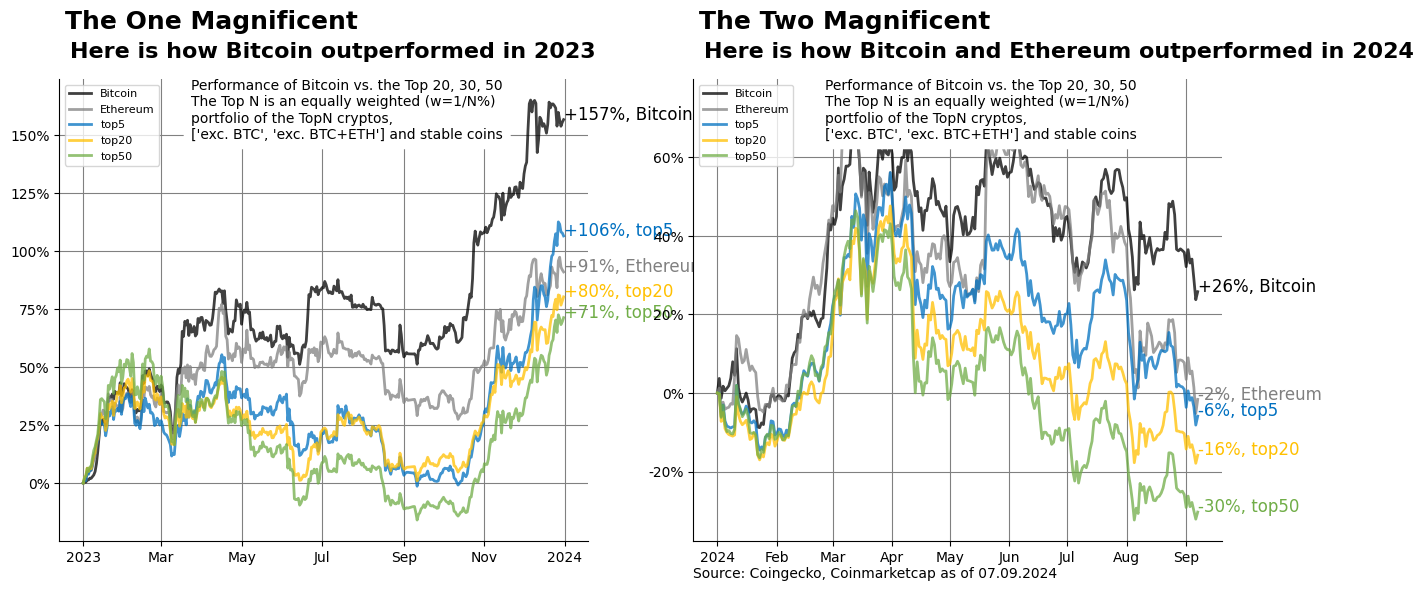 The One Magnificent
Here is how Bitcoin outperformed in 2023
Bitcoin
Ethereum
top5
top20
top50
Performance of Bitcoin vs. the Top 20, 30, 50
The Top N is an equally weighted (w=1/N%)
portfolio of the TopN cryptos,
['exc. BTC', 'exc. BTC+ETH'] and stable coins
150%
125%
100%
75%
50%
25%
0%
+157%, Bitcoin
+106%, top5
+91%, Ethereum
+80%, top20
+71%, top50
2023
Mar
May
Jul
Sep
Nov
2024
The Two Magnificent
Here is how Bitcoin and Ethereum outperformed in 2024
Bitcoin
Ethereum
top5
top20
top50
Performance of Bitcoin vs. the Top 20, 30, 50
The Top N is an equally weighted (w=1/N%)
portfolio of the TopN cryptos,
['exc. BTC', 'exc. BTC+ETH'] and stable coins
60%
40%
20%
0%
-20%
+26%, Bitcoin
-2%, Ethereum
-6%, top5
-16%, top20
-30%, top50
2024
Feb
Mar
Apr
May
Jun
Jul
Aug
Sep
Source: Coingecko, Coinmarketcap as of 07.09.2024